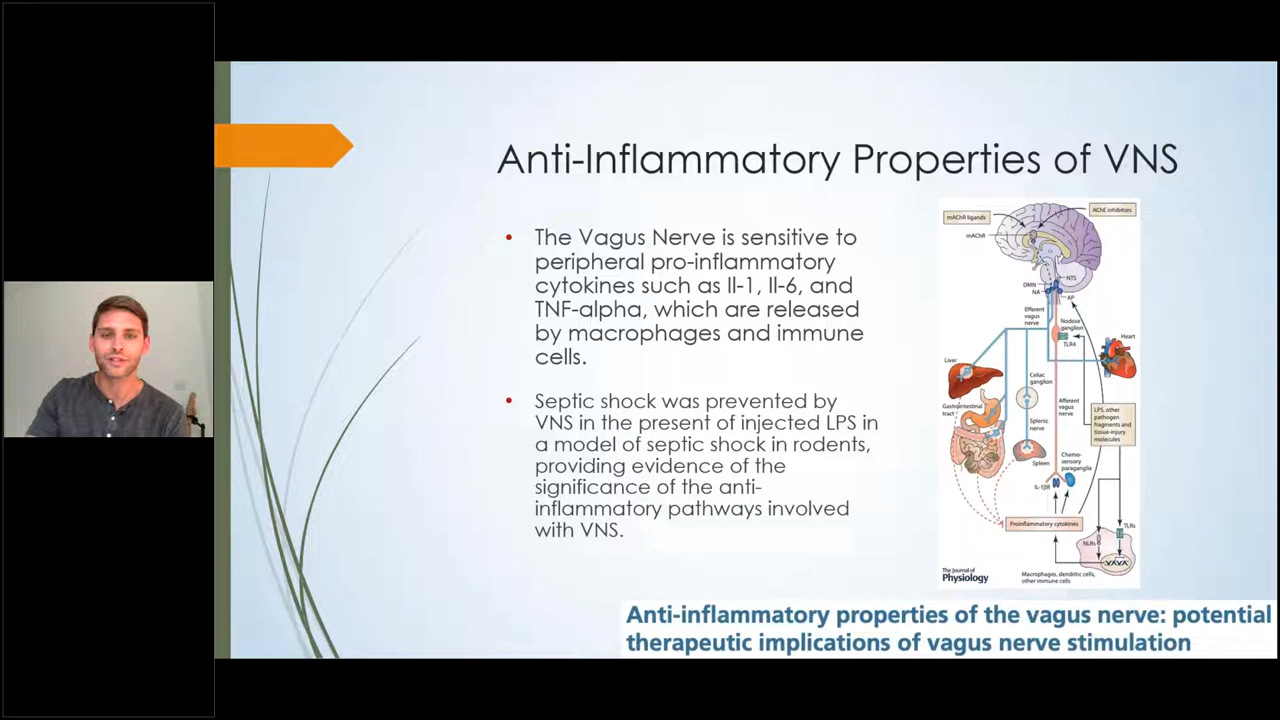 Anti-Inflammatory Properties of VNS
• The Vagus Nerve is sensitive to
peripheral pro-inflammatory
cytokines such as Il-1, Il-6, and
TNF-alpha, which are released
by macrophages and immune
cells.
• Septic shock was prevented by
VNS in the present of injected LPS in
a model of septic shock in rodents,
providing evidence of the
significance of the anti-
inflammatory pathways involved
with VNS.
mAChR ligands
AChE inhibitors
mAChR
NTS
DMN
NA
AP
Efferent
vagus
nerve
Nodose
ganglion
TLR4
Heart
Liver
Celiac
ganglion
Gastrointestinal
tract
Afferent
vagus
nerve
LPS, other
pathogen
fragments and
tissue-injury
molecules
Splenic
nerve
Spleen
Chemo-
sensory
paraganglia
IL-1βR
Proinflammatory cytokines
TLRs
NLRs
Macrophages, dendritic cells,
other immune cells
The Journal of
Physiology
Anti-inflammatory properties of the vagus nerve: potential
therapeutic implications of vagus nerve stimulation